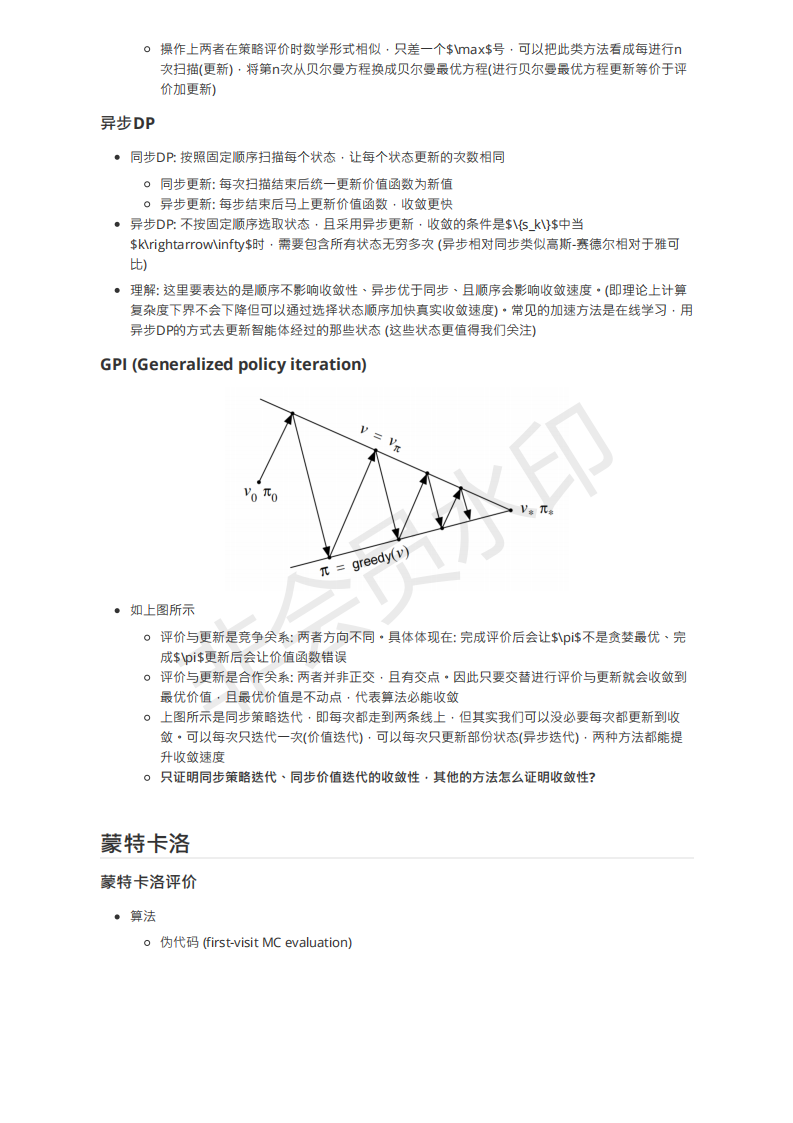 操作上两者在策略评价时数学形式相似，只差一个$\max$号，可以把此类方法看成每进行n
次扫描(更新)，将第n次从贝尔曼方程换成贝尔曼最优方程(进行贝尔曼最优方程更新等价于评
价加更新)
异步DP
同步DP: 按照固定顺序扫描每个状态，让每个状态更新的次数相同
同步更新: 每次扫描结束后统一更新价值函数为新值
异步更新: 每步结束后马上更新价值函数，收敛更快
异步DP: 不按固定顺序选取状态，且采用异步更新，收敛的条件是$\{s_k\}$中当
$k\rightarrow\infty$时，需要包含所有状态无穷多次 (异步相对同步类似高斯-赛德尔相对于雅可
比)
理解: 这里要表达的是顺序不影响收敛性、异步优于同步、且顺序会影响收敛速度。(即理论上计算
复杂度下界不会下降但可以通过选择状态顺序加快真实收敛速度)。常见的加速方法是在线学习，用
异步DP的方式去更新智能体经过的那些状态 (这些状态更值得我们关注)
GPI (Generalized policy iteration)
v = vπ
v0 π0
v* π*
π = greedy(v)
非会员水印
如上图所示
评价与更新是竞争关系: 两者方向不同。具体体现在: 完成评价后会让$\pi$不是贪婪最优、完
成$\pi$更新后会让价值函数错误
评价与更新是合作关系: 两者并非正交，且有交点。因此只要交替进行评价与更新就会收敛到
最优价值，且最优价值是不动点，代表算法必能收敛
上图所示是同步策略迭代，即每次都走到两条线上，但其实我们可以没必要每次都更新到收
敛。可以每次只迭代一次(价值迭代)，可以每次只更新部份状态(异步迭代)，两种方法都能提
升收敛速度
只证明同步策略迭代、同步价值迭代的收敛性，其他的方法怎么证明收敛性?
蒙特卡洛
蒙特卡洛评价
算法
伪代码 (first-visit MC evaluation)